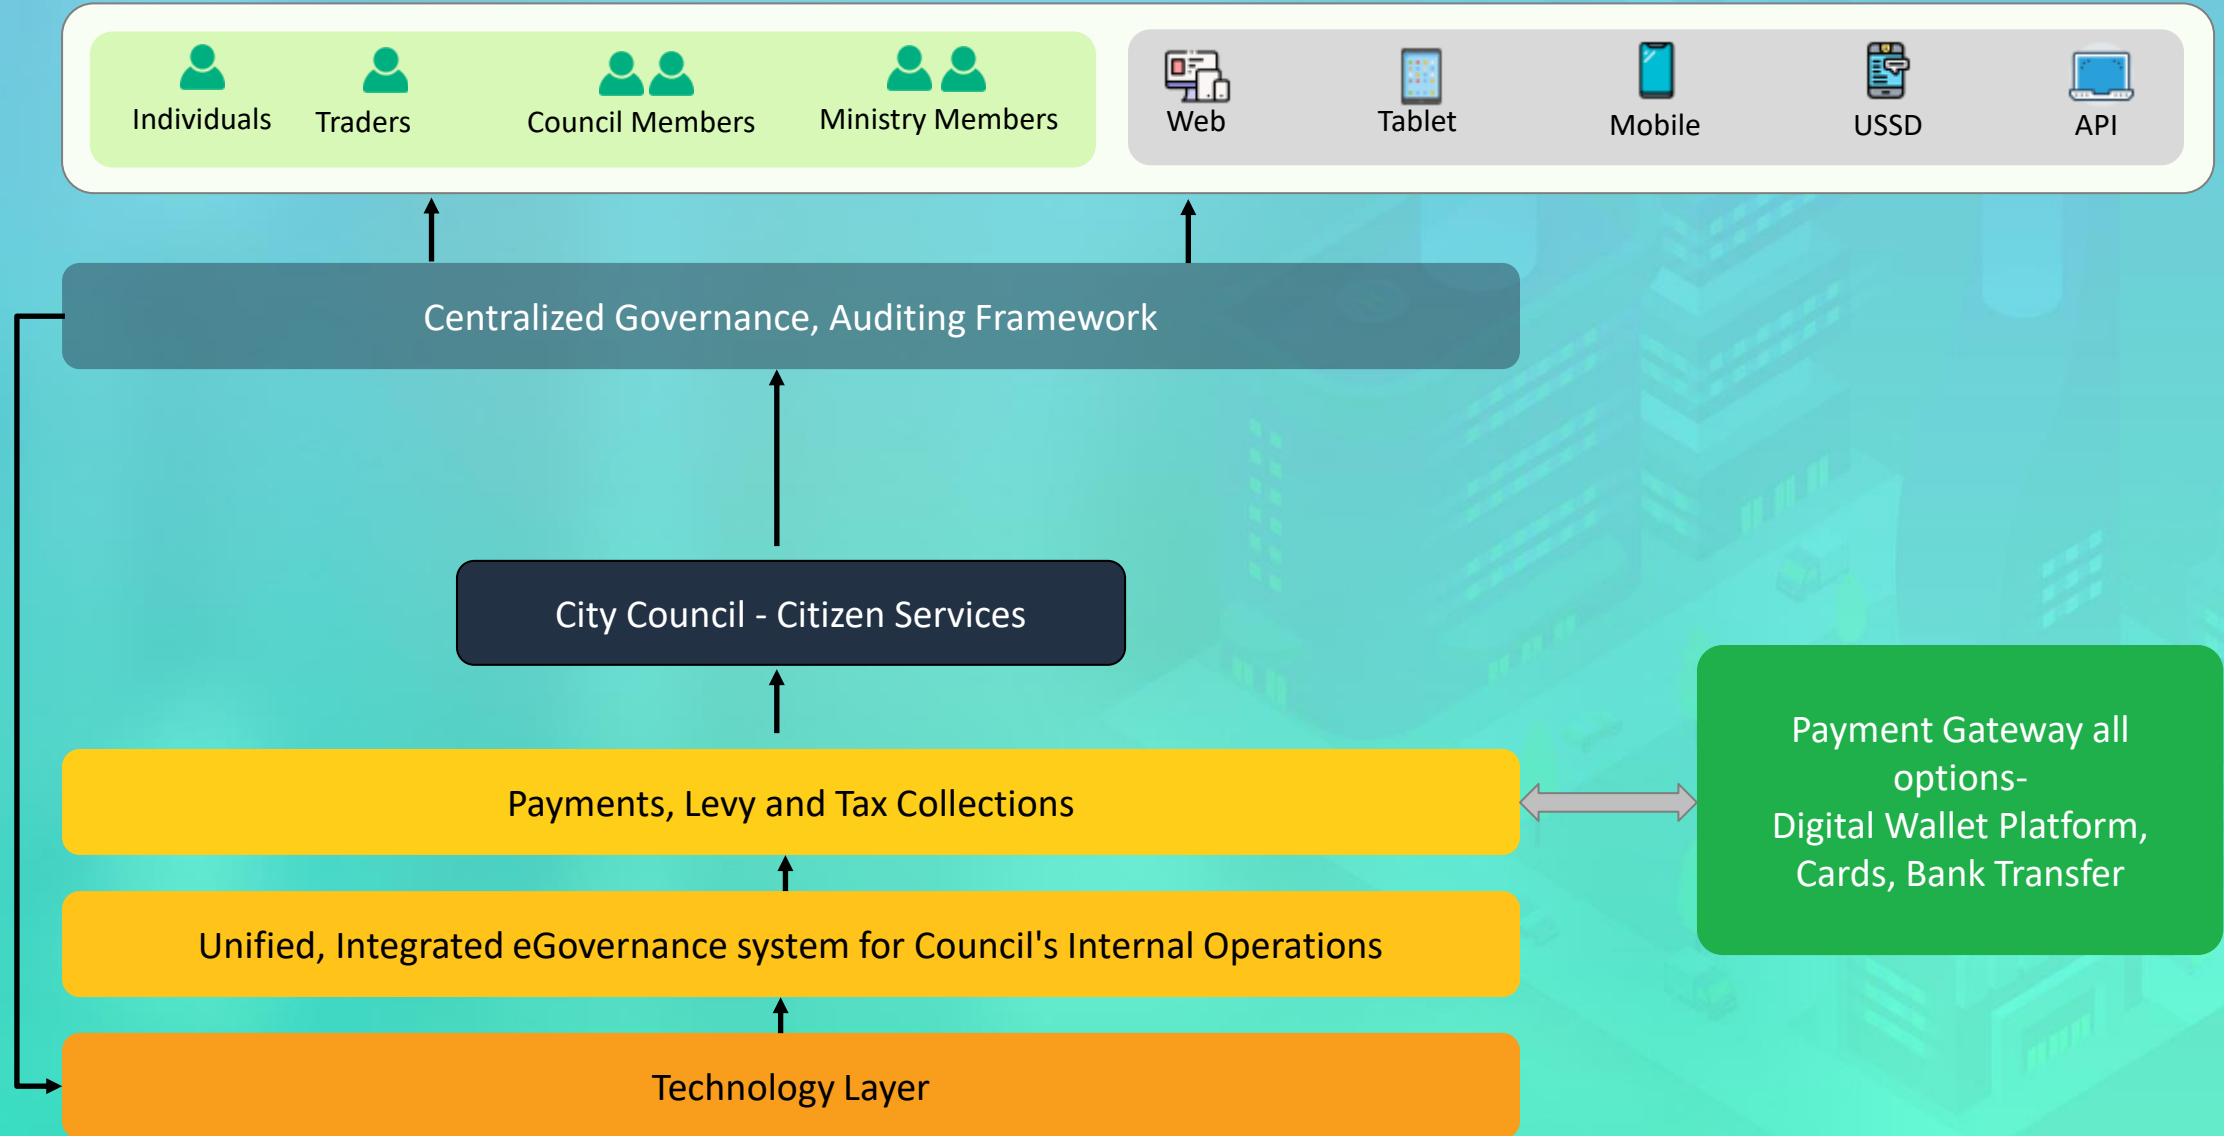 Individuals
Traders
Council Members
Ministry Members
Web
Tablet
Mobile
USSD
API
Centralized Governance, Auditing Framework
City Council - Citizen Services
Payments, Levy and Tax Collections
Payment Gateway all
options-
Digital Wallet Platform,
Cards, Bank Transfer
Unified, Integrated eGovernance system for Council's Internal Operations
Technology Layer